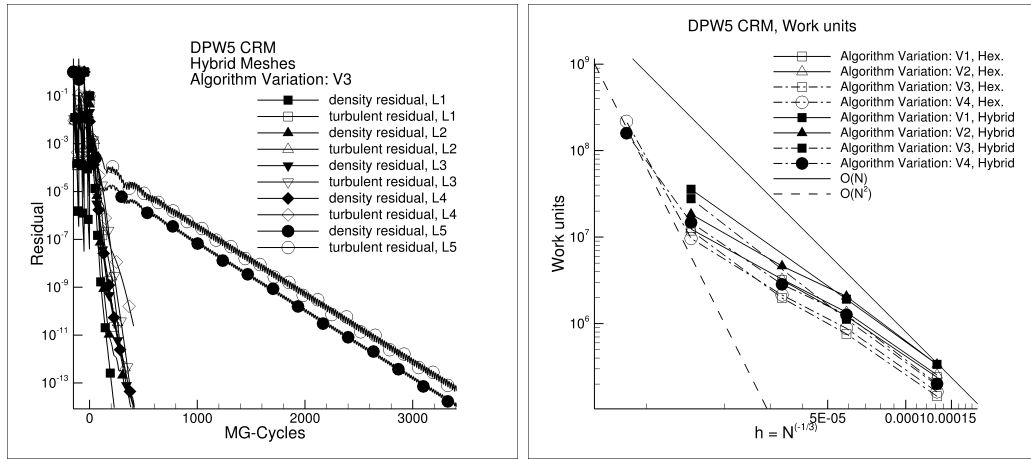 DPW5 CRM
Hybrid Meshes
Algorithm Variation: V3
density residual, L1
turbulent residual, L1
density residual, L2
turbulent residual, L2
density residual, L3
turbulent residual, L3
density residual, L4
turbulent residual, L4
density residual, L5
turbulent residual, L5
Residual
10^-1
10^-3
10^-5
10^-7
10^-9
10^-11
10^-13
0
1000
2000
3000
MG-Cycles
DPW5 CRM, Work units
Algorithm Variation: V1, Hex.
Algorithm Variation: V2, Hex.
Algorithm Variation: V3, Hex.
Algorithm Variation: V4, Hex.
Algorithm Variation: V1, Hybrid
Algorithm Variation: V2, Hybrid
Algorithm Variation: V3, Hybrid
Algorithm Variation: V4, Hybrid
O(N)
O(N^2)
Work units
10^9
10^8
10^7
10^6
5E-05
0.0001
0.00015
h = N^(-1/3)